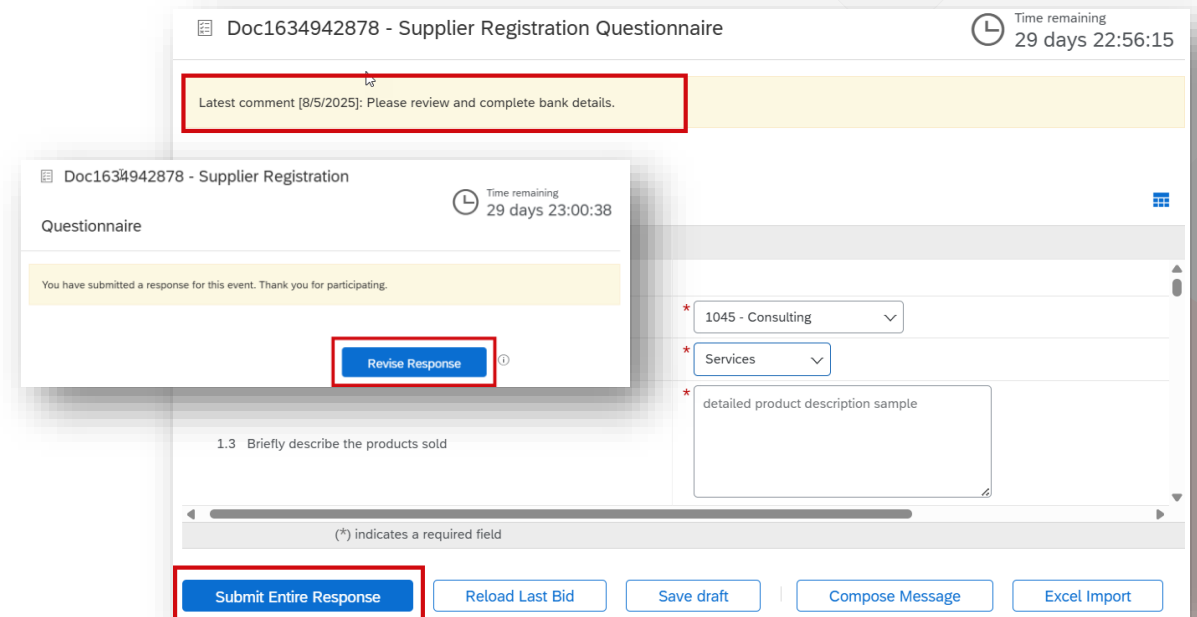 Doc1634942878 - Supplier Registration Questionnaire
Time remaining
29 days 22:56:15
Latest comment [8/5/2025]: Please review and complete bank details.
Doc1634942878 - Supplier Registration
Questionnaire
Time remaining
29 days 23:00:38
You have submitted a response for this event. Thank you for participating.
Revise Response
* 1045 - Consulting
* Services
1.3 Briefly describe the products sold
* detailed product description sample
(*) indicates a required field
Submit Entire Response
Reload Last Bid
Save draft
Compose Message
Excel Import